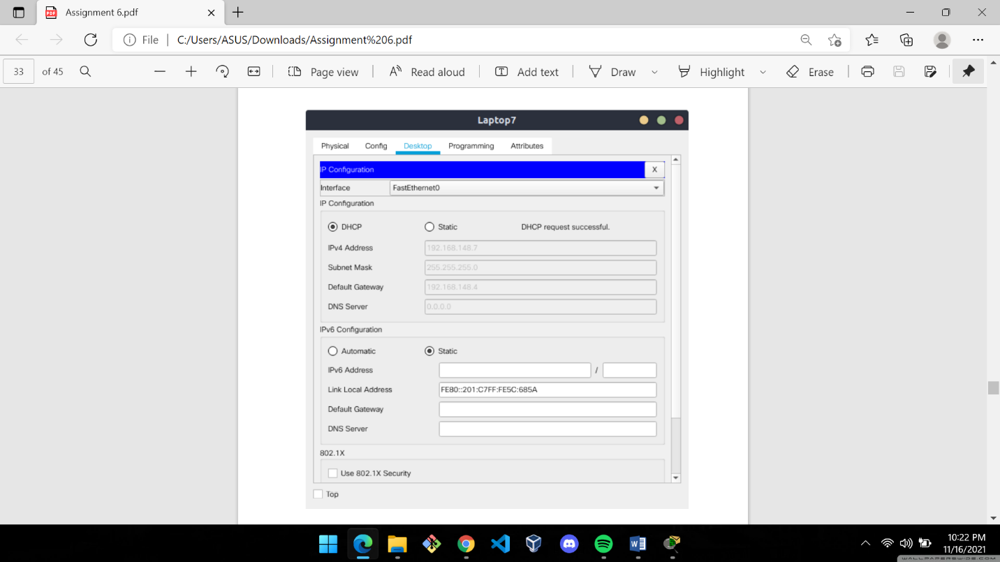 Assignment 6.pdf
File
C:/Users/ASUS/Downloads/Assignment%206.pdf
33 of 45
Page view
Read aloud
Add text
Draw
Highlight
Erase
Laptop7
Physical Config Desktop Programming Attributes
IP Configuration X
Interface FastEthernet0
IP Configuration
DHCP Static DHCP request successful.
IPv4 Address 192.168.148.7
Subnet Mask 255.255.255.0
Default Gateway 192.168.148.4
DNS Server 0.0.0.0
IPv6 Configuration
Automatic Static
IPv6 Address /
Link Local Address FE80::201:C7FF:FE5C:685A
Default Gateway
DNS Server
802.1X
Use 802.1X Security
Top
10:22 PM
11/16/2021
WALLPAPERSWIDE.COM